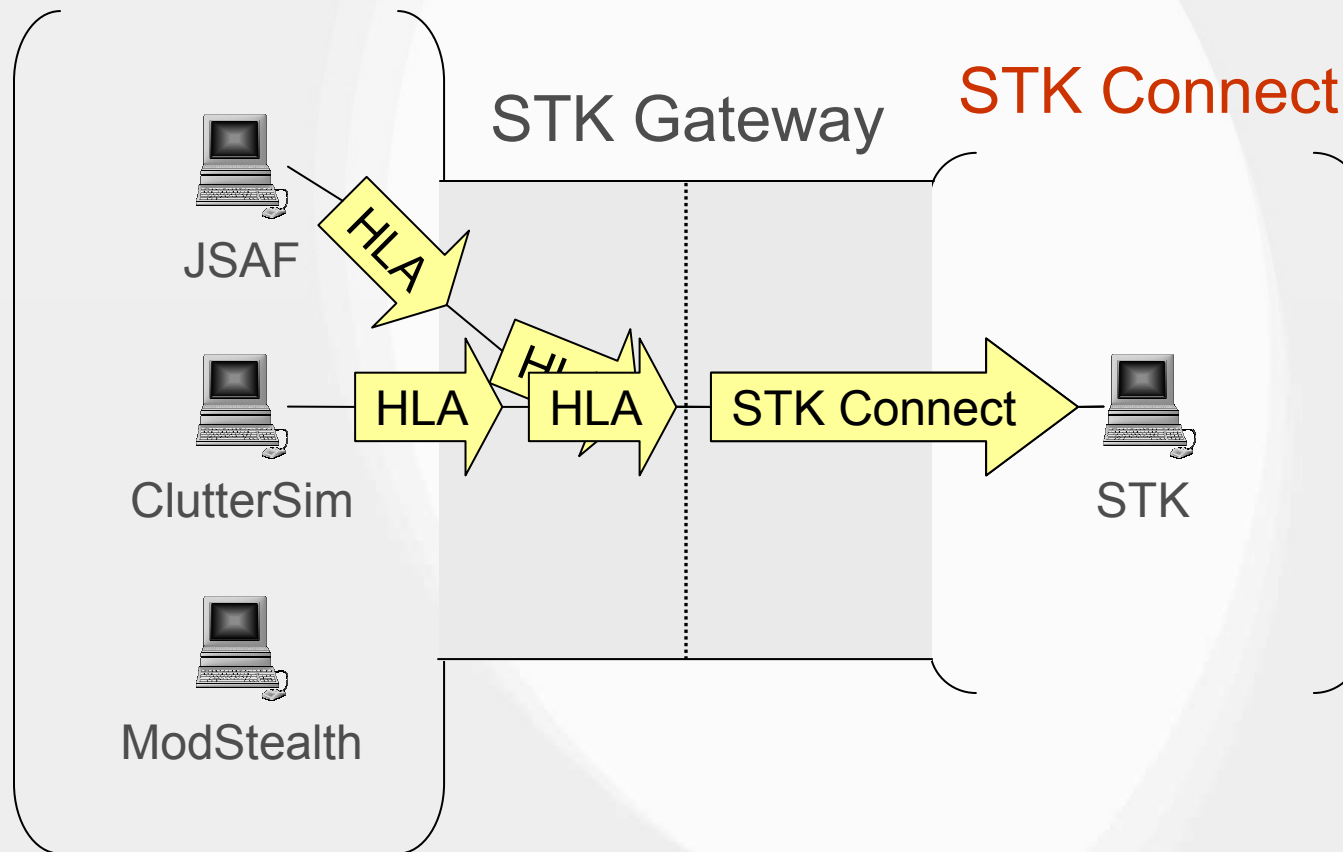 STK Gateway
STK Connect
JSAF
HLA
HLA
HLA
STK Connect
ClutterSim
STK
ModStealth